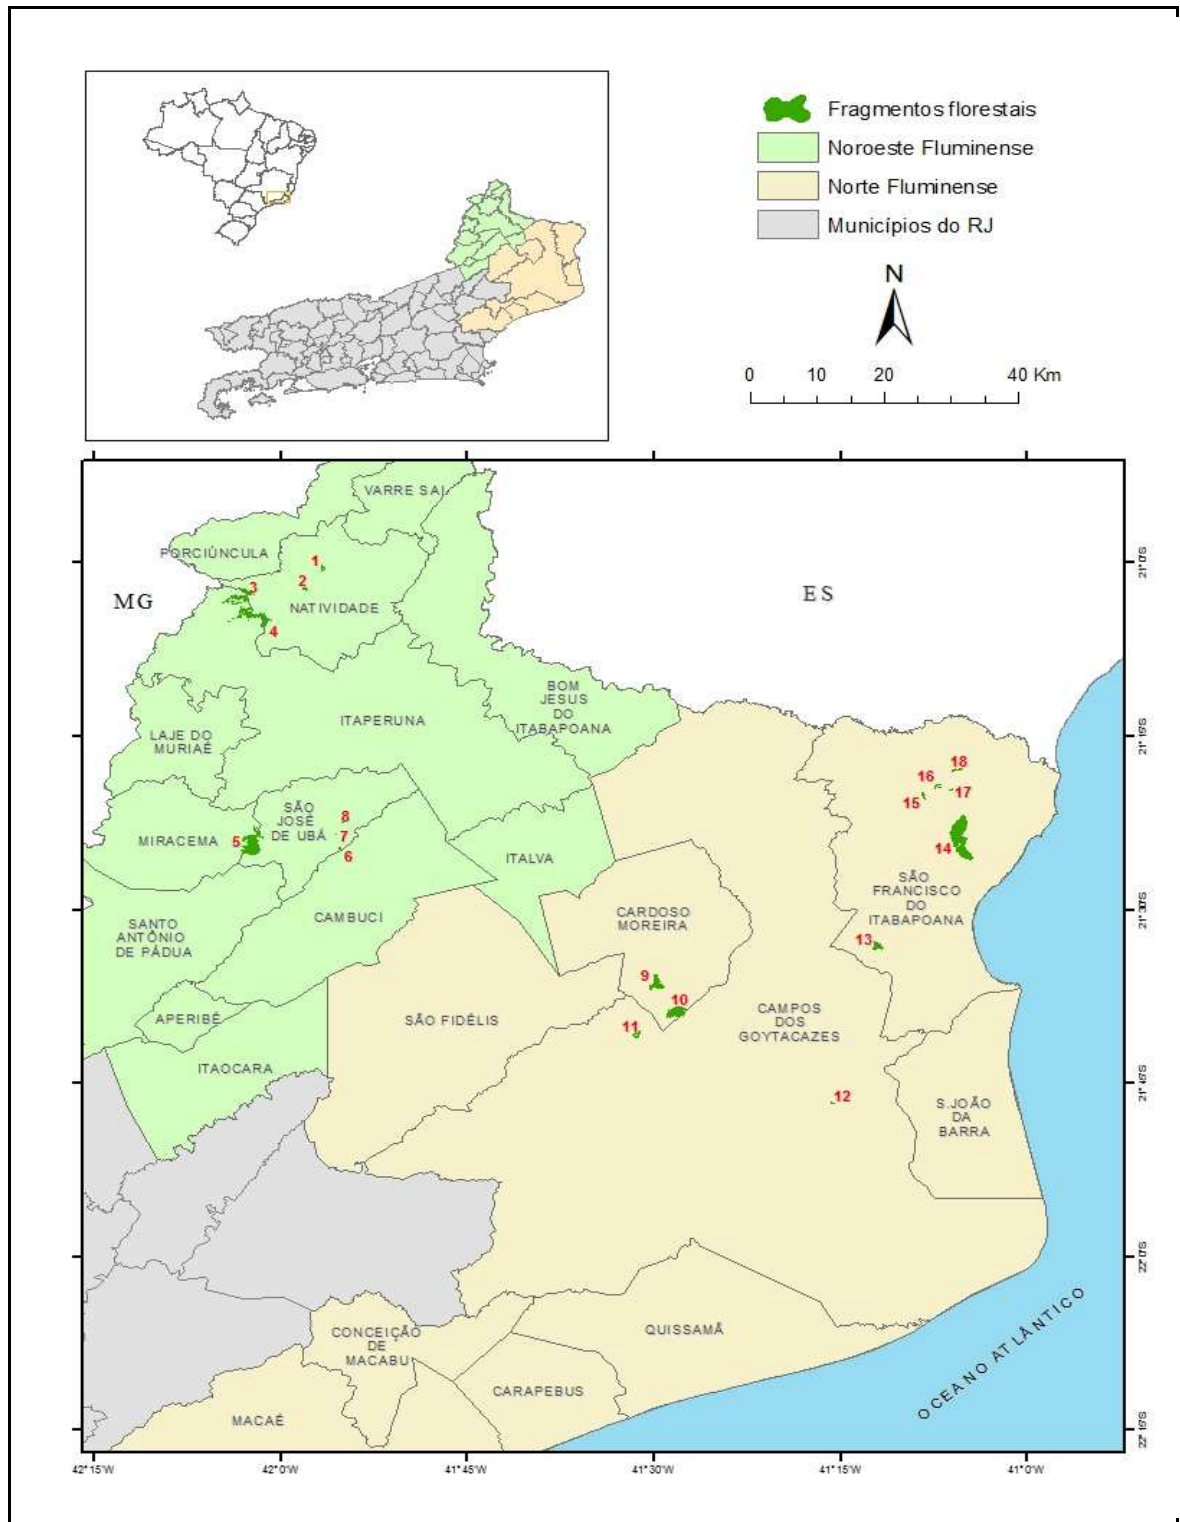 Fragmentos florestais
Noroeste Fluminense
Norte Fluminense
Municípios do RJ
N
0 10 20 40 Km
VARRE SAI
PORCIÚNCULA
1
2
3
MG
NATIVIDADE
ES
4
BOM
JESUS
DO
ITABAPOANA
ITAPERUNA
LAJE DO
MURIAÉ
18
16
17
15
SÃO
JOSÉ
DE UBÁ
8
7
6
MIRACEMA
5
14
ITALVA
SÃO
FRANCISCO
DO
ITABAPOANA
CAMBUCI
CARDOSO
MOREIRA
SANTO
ANTÔNIO
DE PÁDUA
13
9
10
11
APERIBÉ
SÃO FIDÉLIS
CAMPOS
DOS
GOYTACAZES
ITAOCARA
12
S.JOÃO
DA
BARRA
QUISSAMÃ
CONCEIÇÃO
DE
MACABU
CARAPEBUS
MACAÉ
OCEANO ATLÂNTICO
21°0'S
21°15'S
21°30'S
21°45'S
22°0'S
22°15'S
42°15'W 42°0'W 41°45'W 41°30'W 41°15'W 41°0'W